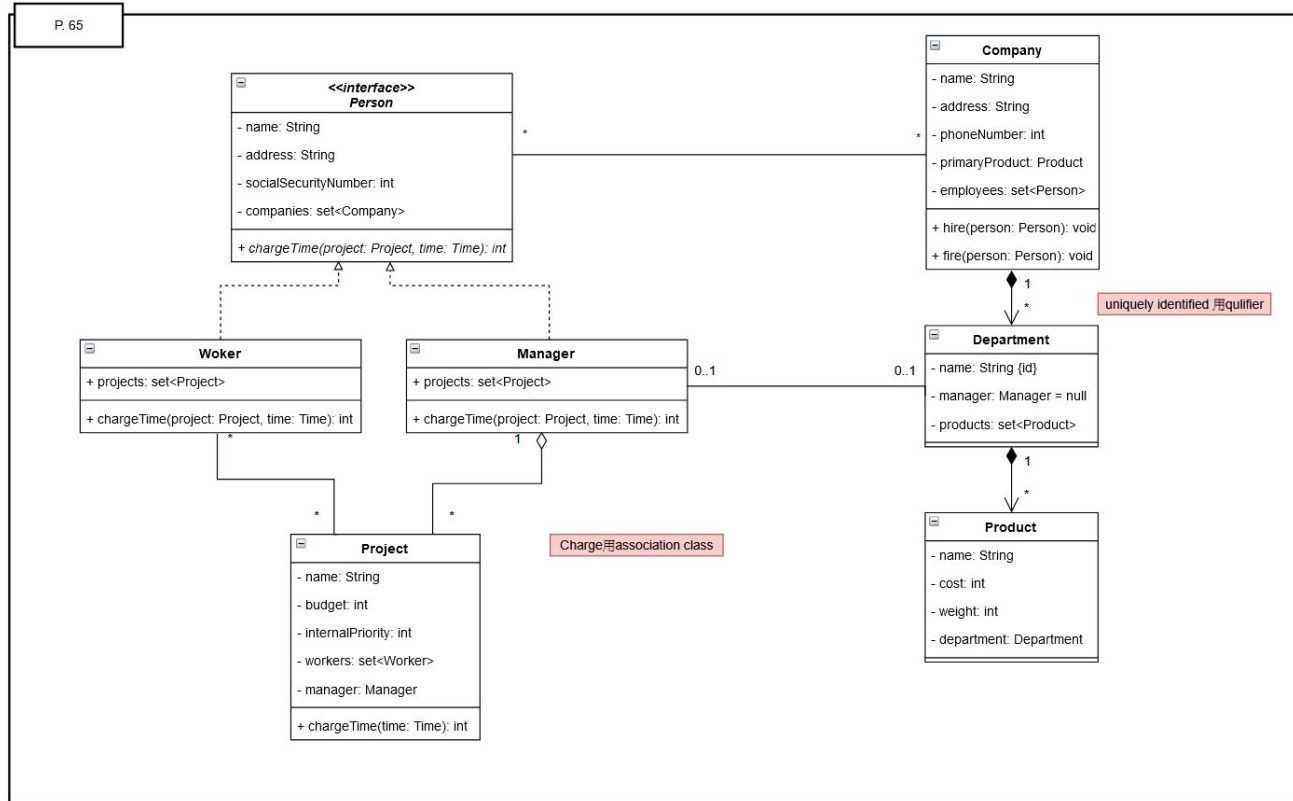 P. 65
<<interface>>
Person
- name: String
- address: String
- socialSecurityNumber: int
- companies: set<Company>
+ chargeTime(project: Project, time: Time): int
*
*
Company
- name: String
- address: String
- phoneNumber: int
- primaryProduct: Product
- employees: set<Person>
+ hire(person: Person): void
+ fire(person: Person): void
1
*
uniquely identified 用qulifier
Woker
+ projects: set<Project>
+ chargeTime(project: Project, time: Time): int
Manager
+ projects: set<Project>
+ chargeTime(project: Project, time: Time): int
0..1
0..1
Department
- name: String {id}
- manager: Manager = null
- products: set<Product>
*
1
1
*
*
*
Project
- name: String
- budget: int
- internalPriority: int
- workers: set<Worker>
- manager: Manager
+ chargeTime(time: Time): int
Charge用association class
Product
- name: String
- cost: int
- weight: int
- department: Department